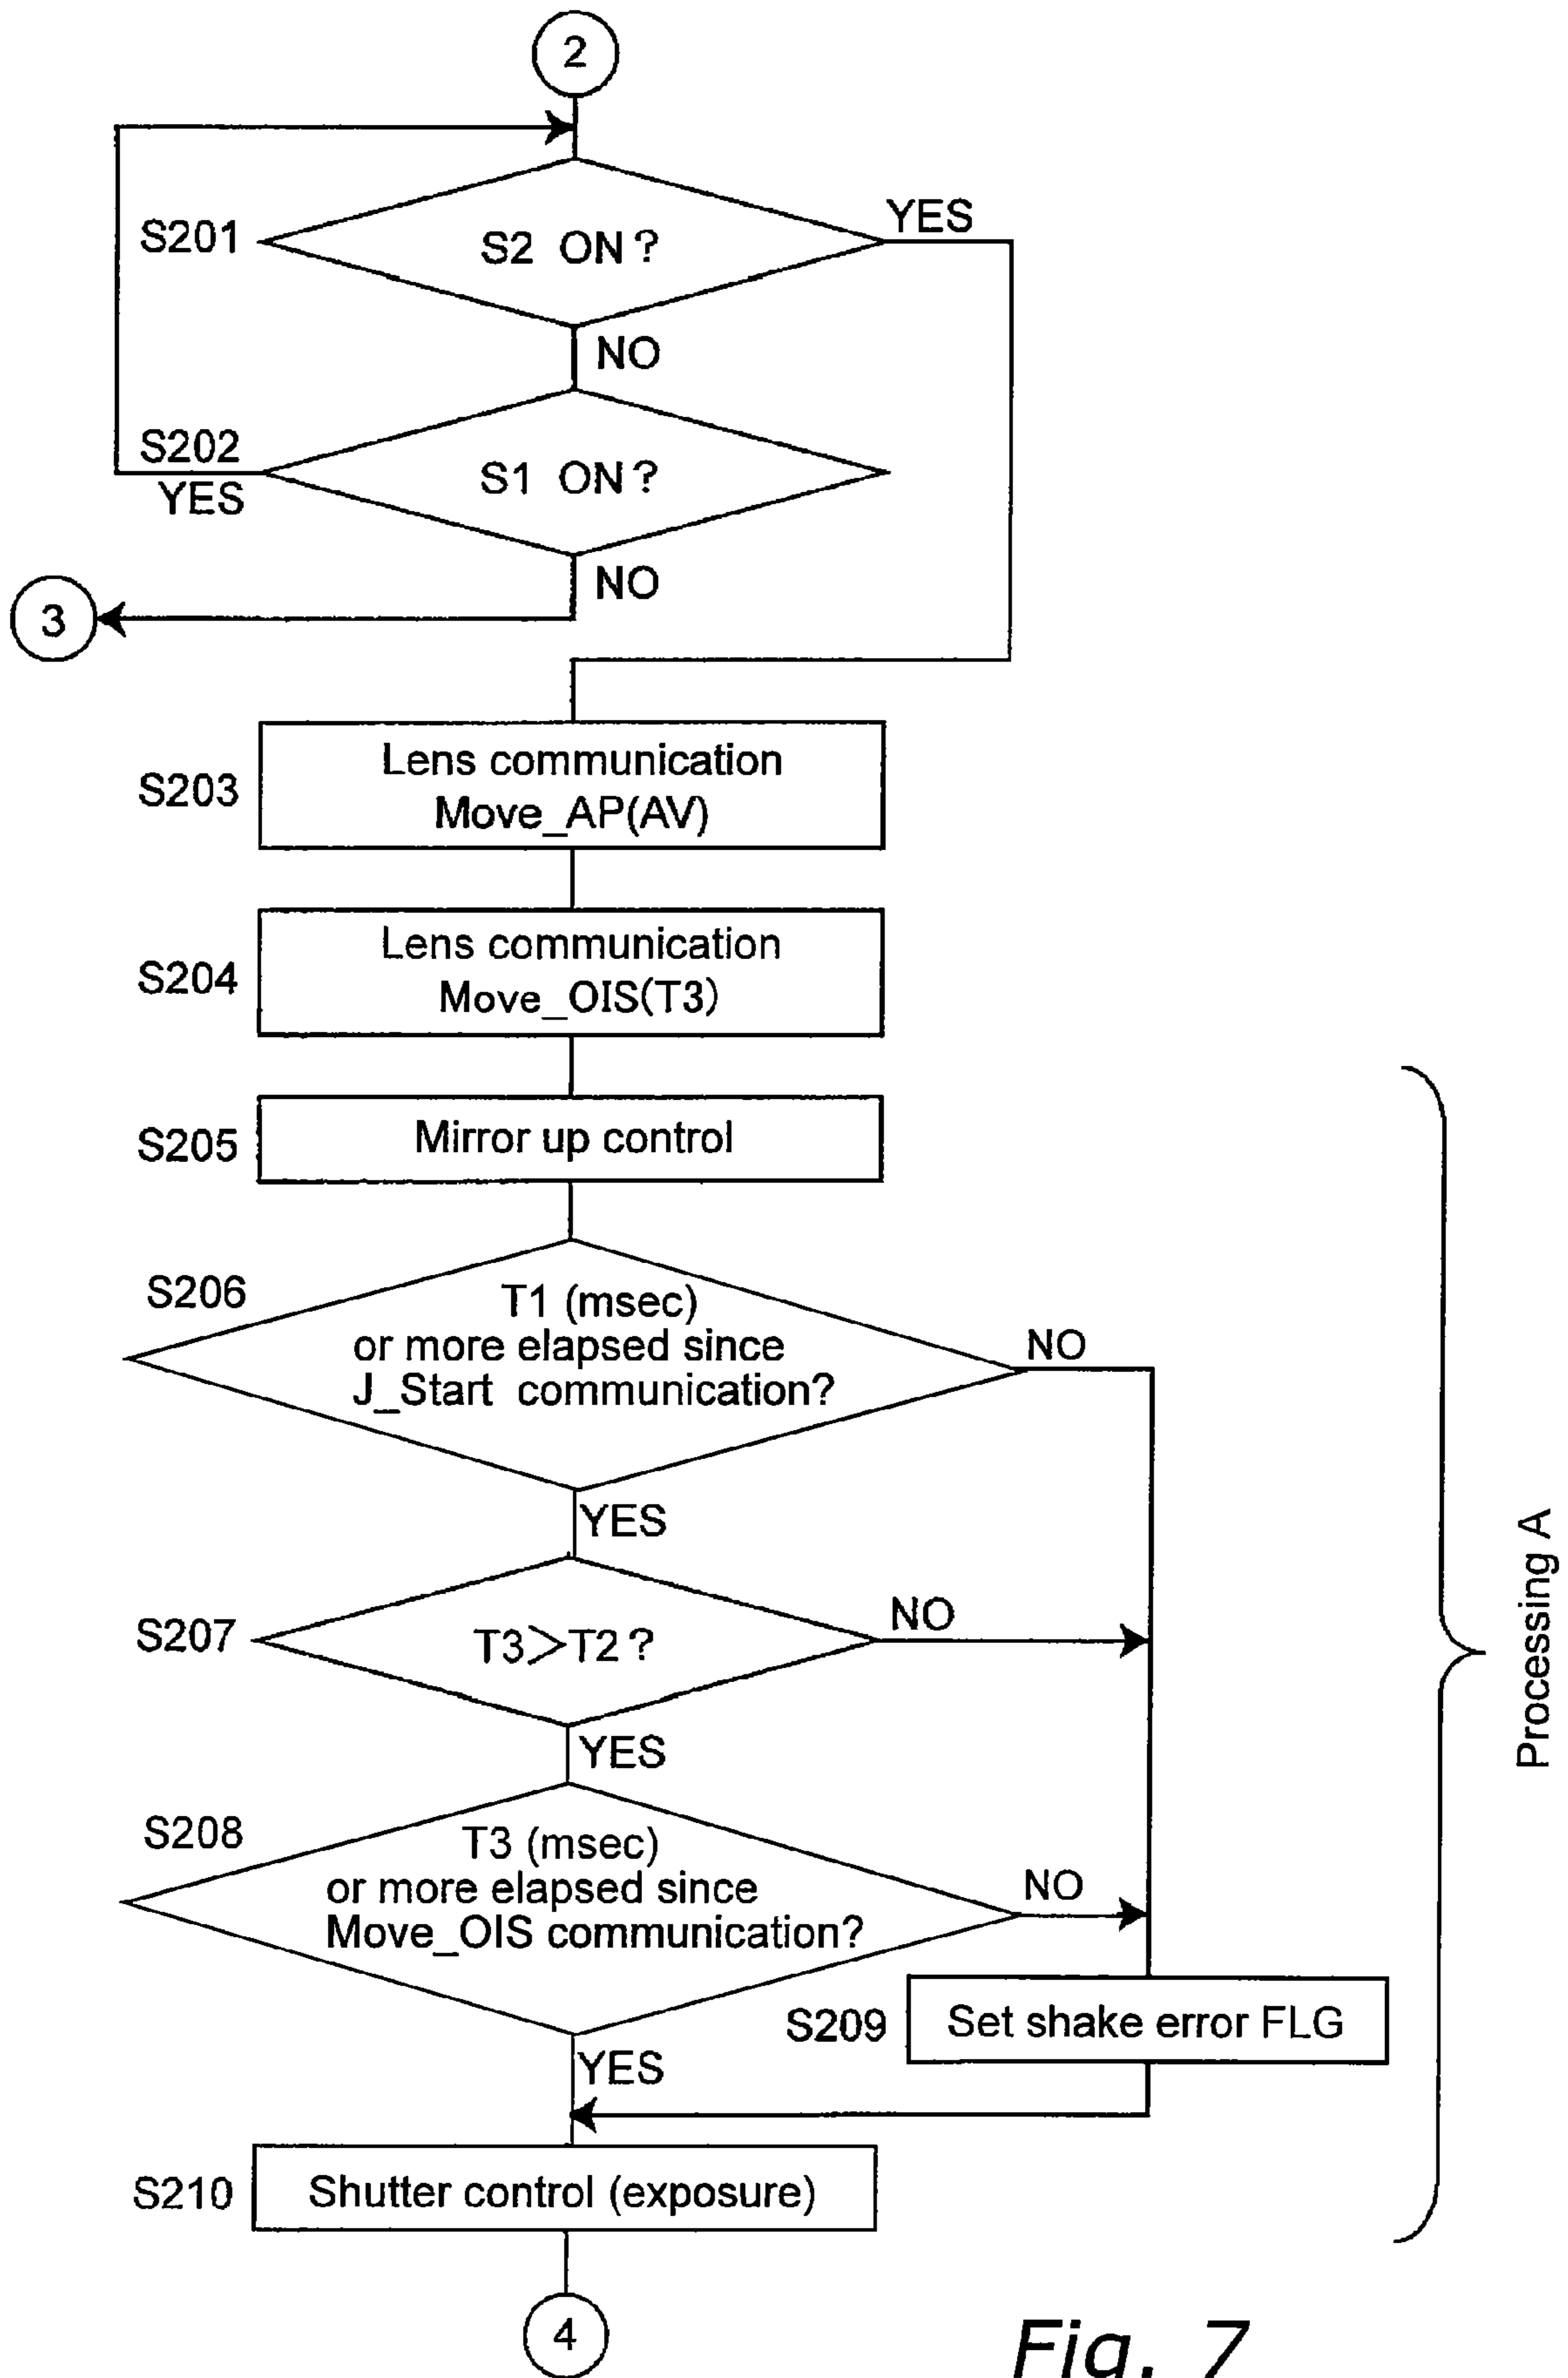 2
S201
S2 ON?
YES
NO
S202
S1 ON?
YES
NO
3
S203
Lens communication
Move_AP(AV)
S204
Lens communication
Move_OIS(T3)
S205
Mirror up control
S206
T1 (msec)
or more elapsed since
J_Start communication?
NO
YES
S207
T3>T2?
NO
YES
S208
T3 (msec)
or more elapsed since
Move_OIS communication?
NO
YES
S209
Set shake error FLG
S210
Shutter control (exposure)
4
Processing A
Fig. 7